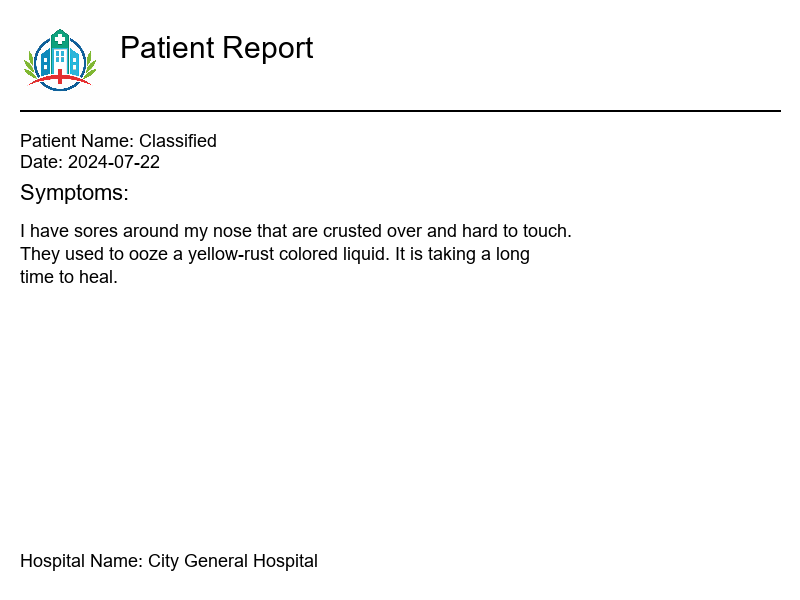 Patient Report
Patient Name: Classified
Date: 2024-07-22
Symptoms:
I have sores around my nose that are crusted over and hard to touch.
They used to ooze a yellow-rust colored liquid. It is taking a long
time to heal.
Hospital Name: City General Hospital